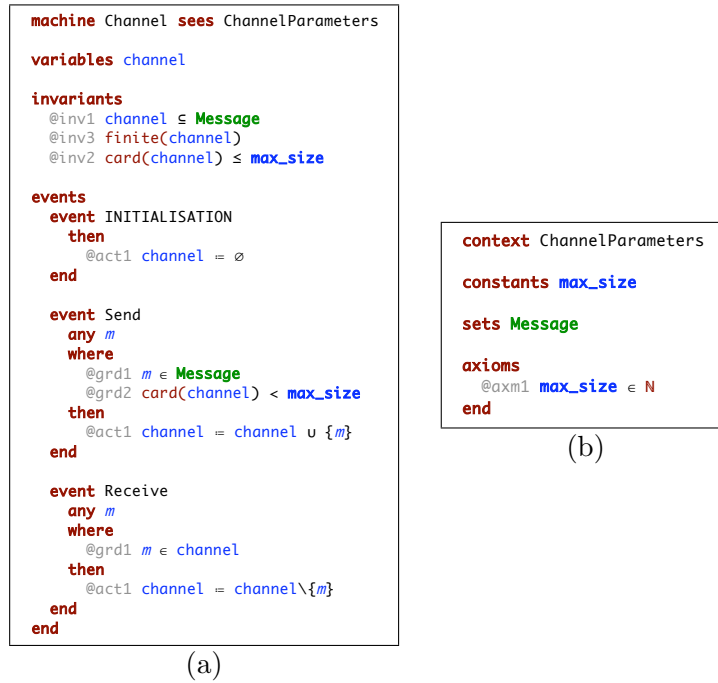 machine Channel sees ChannelParameters
variables channel
invariants
@inv1 channel ⊆ Message
@inv3 finite(channel)
@inv2 card(channel) ≤ max_size
events
event INITIALISATION
then
@act1 channel ≔ ∅
end
event Send
any m
where
@grd1 m ∈ Message
@grd2 card(channel) < max_size
then
@act1 channel ≔ channel ∪ {m}
end
event Receive
any m
where
@grd1 m ∈ channel
then
@act1 channel ≔ channel\{m}
end
end
(a)
context ChannelParameters
constants max_size
sets Message
axioms
@axm1 max_size ∈ ℕ
end
(b)